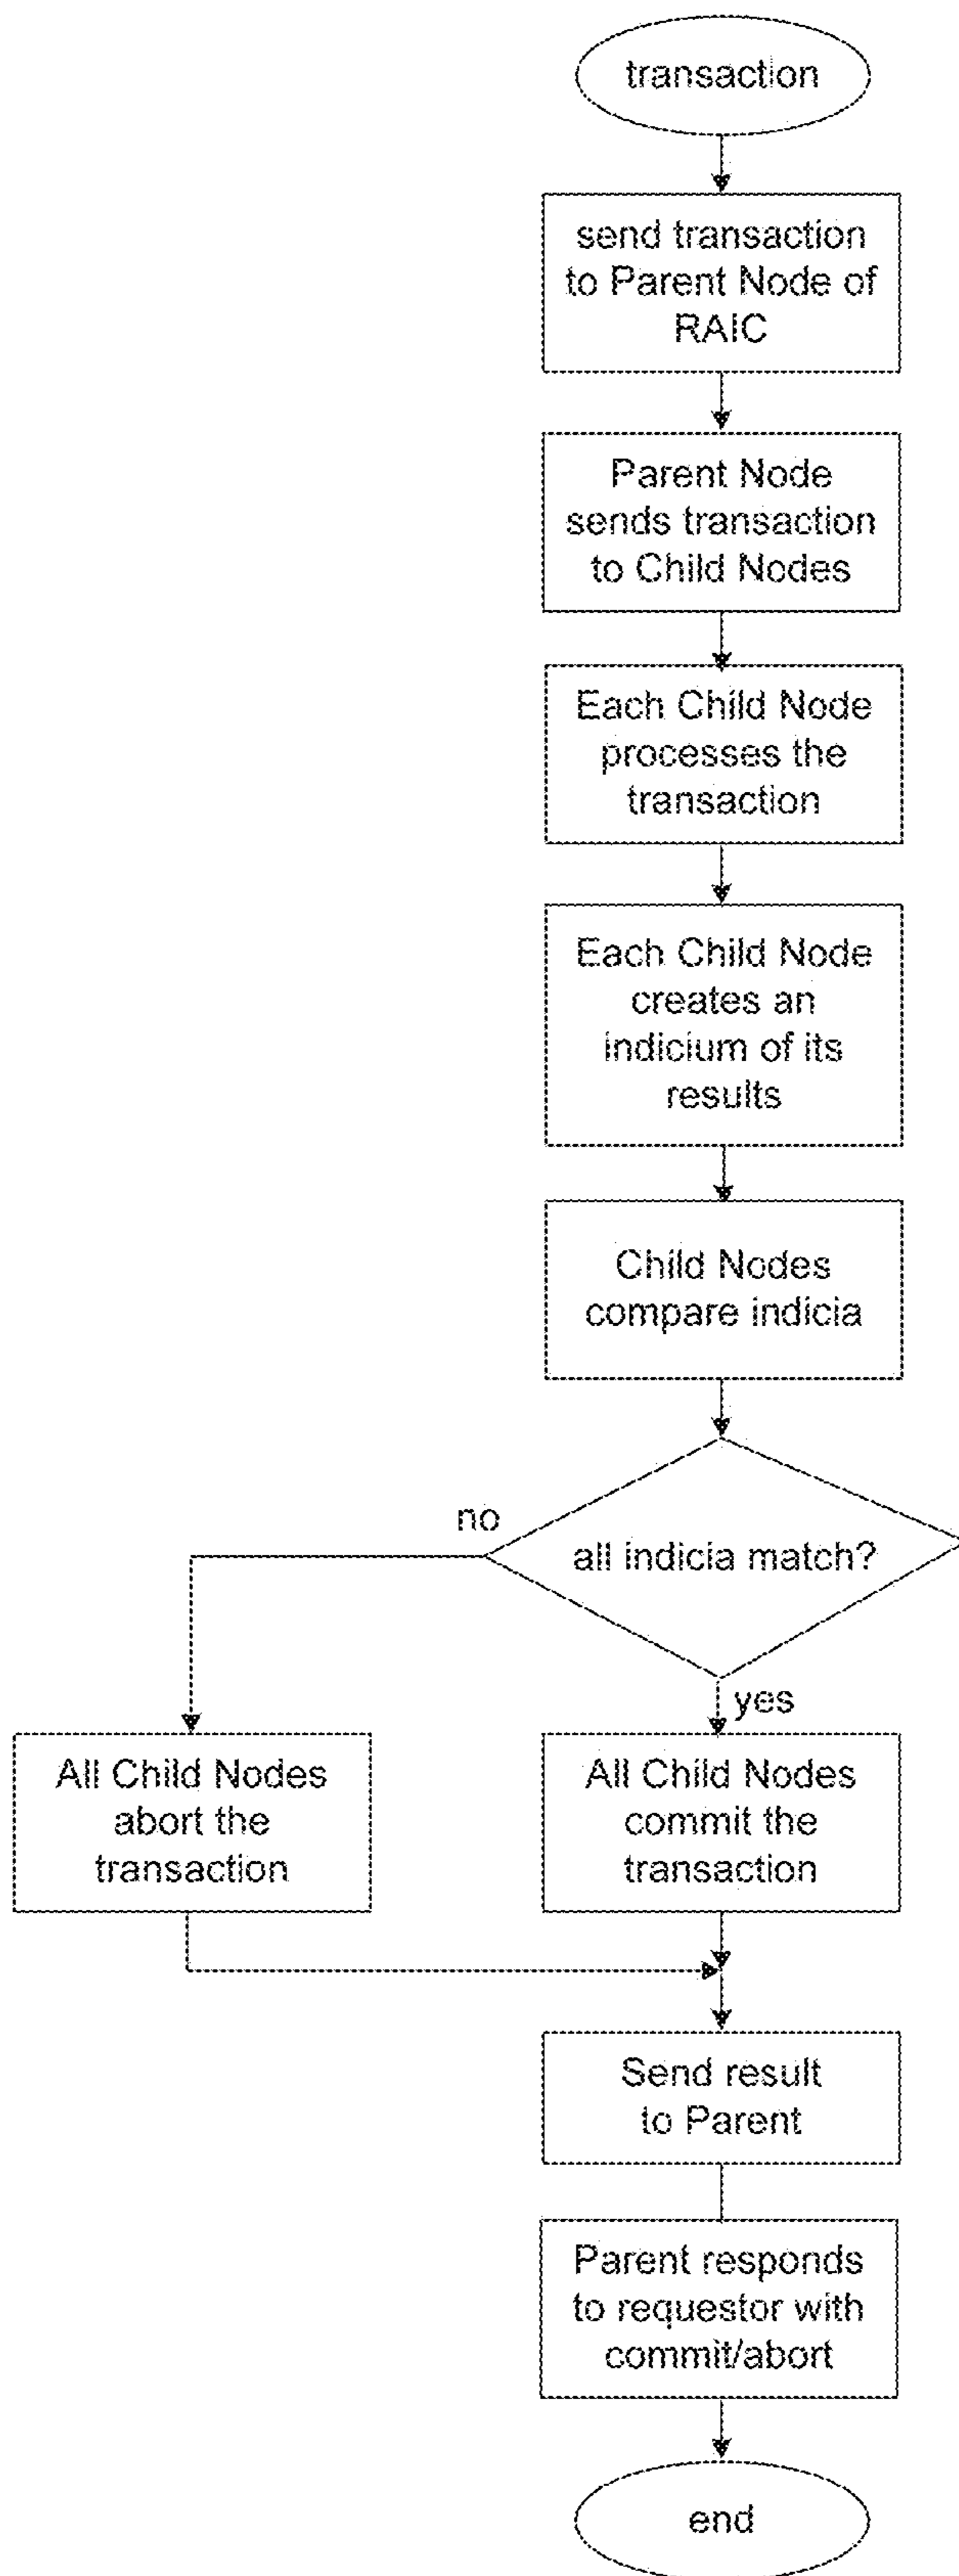 transaction
send transaction
to Parent Node of
RAIC
Parent Node
sends transaction
to Child Nodes
Each Child Node
processes the
transaction
Each Child Node
creates an
indicium of its
results
Child Nodes
compare indicia
no
all indicia match?
yes
All Child Nodes
abort the
transaction
All Child Nodes
commit the
transaction
Send result
to Parent
Parent responds
to requestor with
commit/abort
end